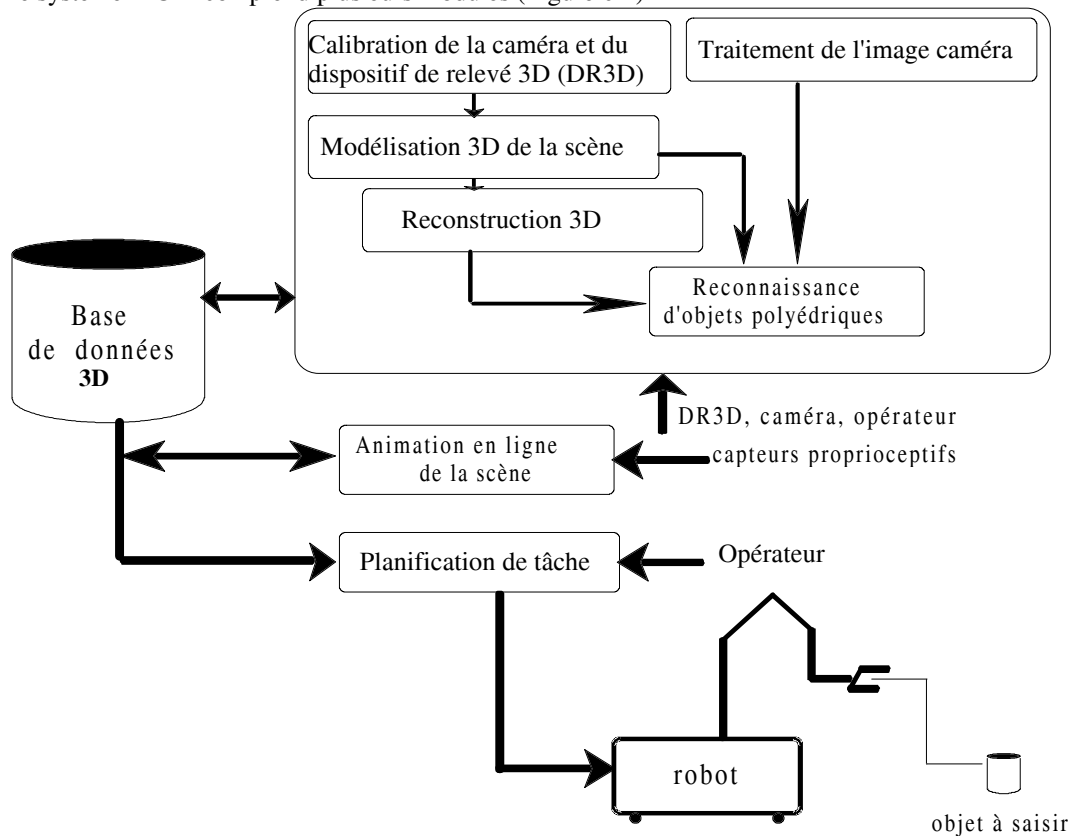 Calibration de la caméra et du
dispositif de relevé 3D (DR3D)
Traitement de l'image caméra
Modélisation 3D de la scène
Reconstruction 3D
Reconnaissance
d'objets polyédriques
Base
de données
3D
DR3D, caméra, opérateur
capteurs proprioceptifs
Animation en ligne
de la scène
Planification de tâche
Opérateur
robot
objet à saisir